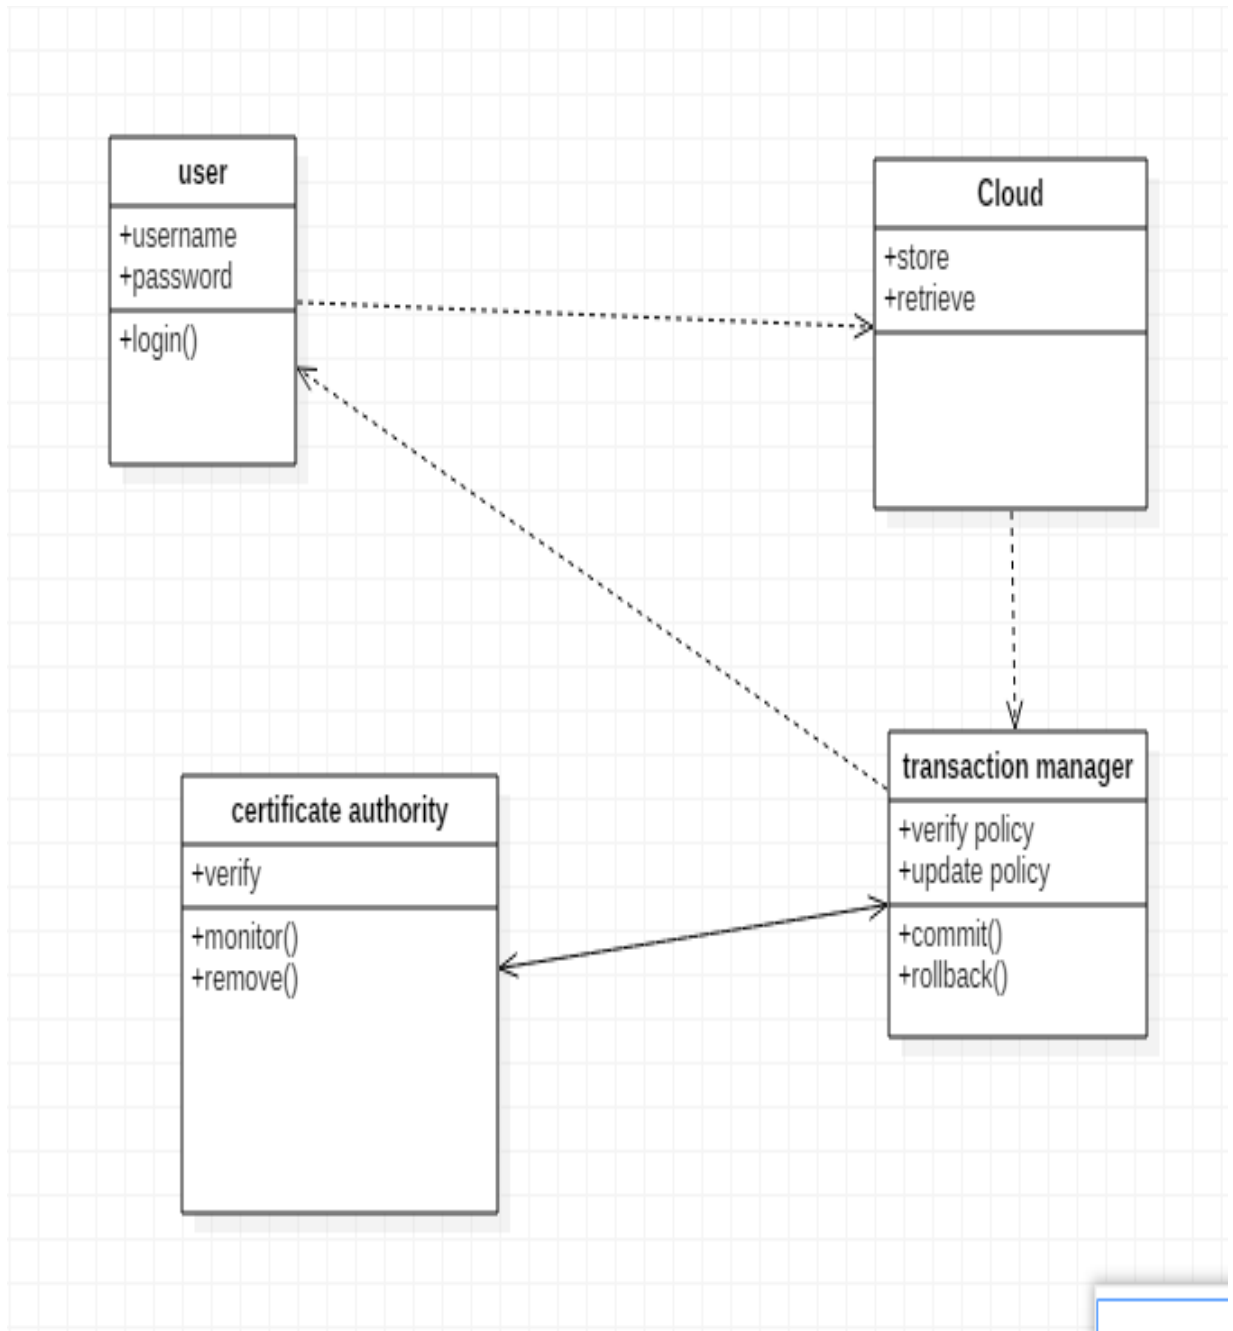 user
+username
+password
+login()
Cloud
+store
+retrieve
certificate authority
+verify
+monitor()
+remove()
transaction manager
+verify policy
+update policy
+commit()
+rollback()